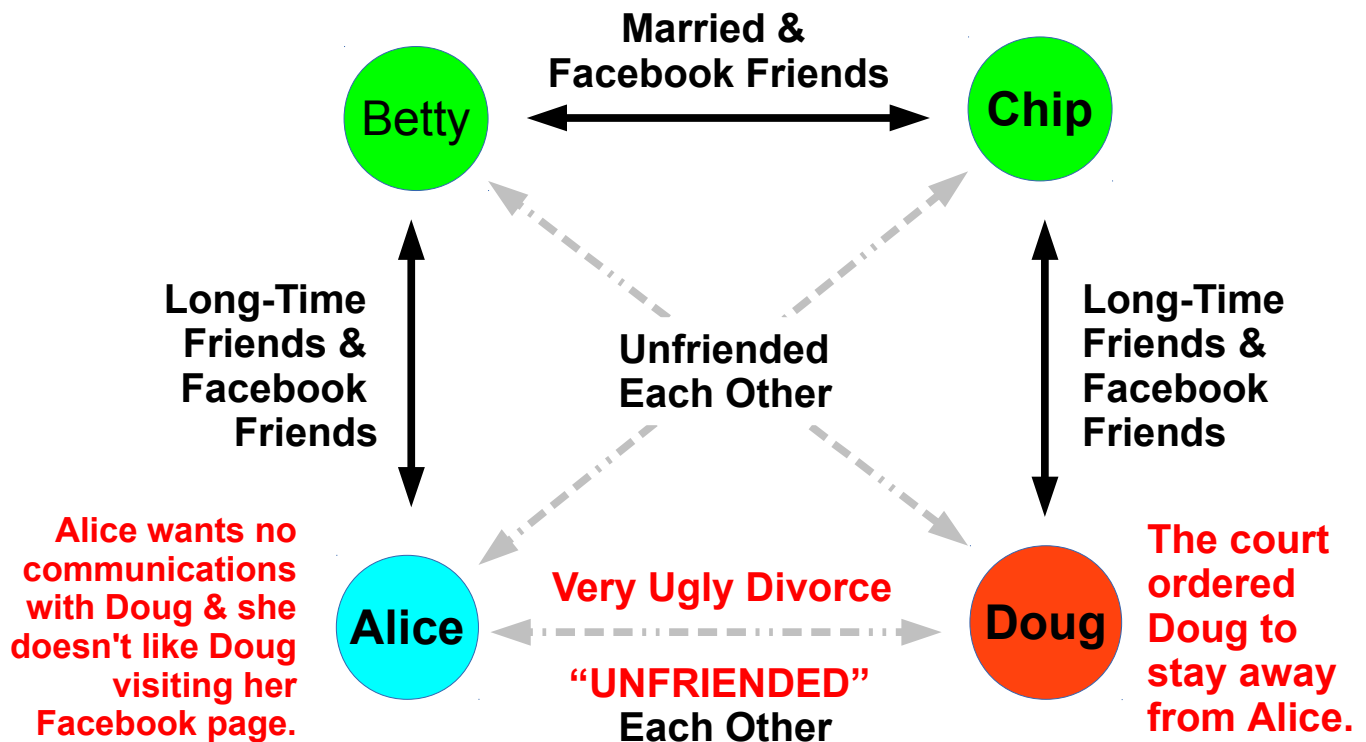 Married &
Facebook Friends
Betty
Chip
Long-Time
Friends &
Facebook
Friends
Unfriended
Each Other
Long-Time
Friends &
Facebook
Friends
Alice wants no
communications
with Doug & she
doesn't like Doug
visiting her
Facebook page.
Alice
Very Ugly Divorce
“UNFRIENDED”
Each Other
Doug
The court
ordered
Doug to
stay away
from Alice.